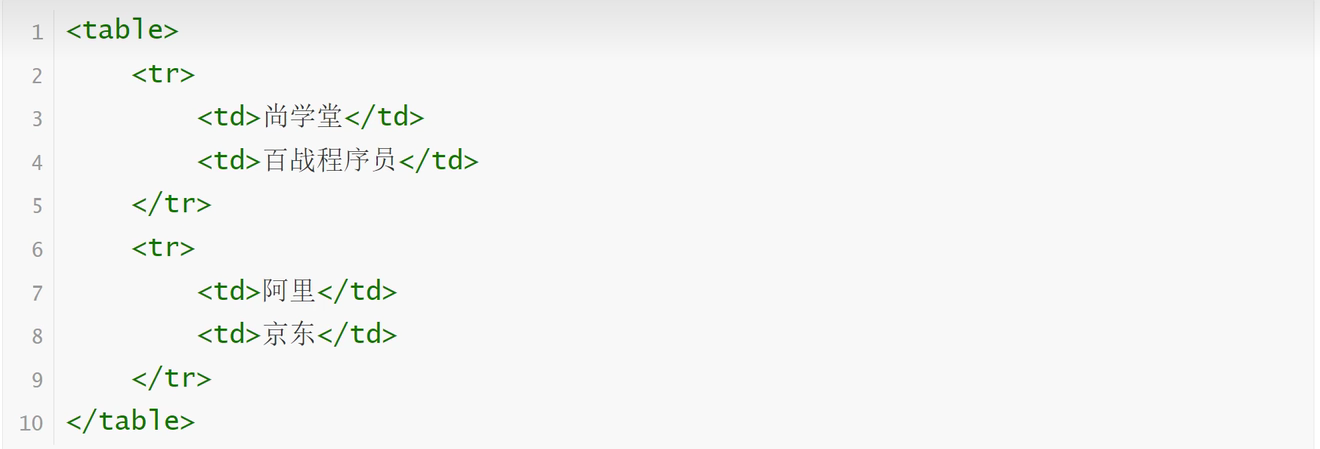 1 <table>
2 <tr>
3 <td>尚学堂</td>
4 <td>百战程序员</td>
5 </tr>
6 <tr>
7 <td>阿里</td>
8 <td>京东</td>
9 </tr>
10 </table>